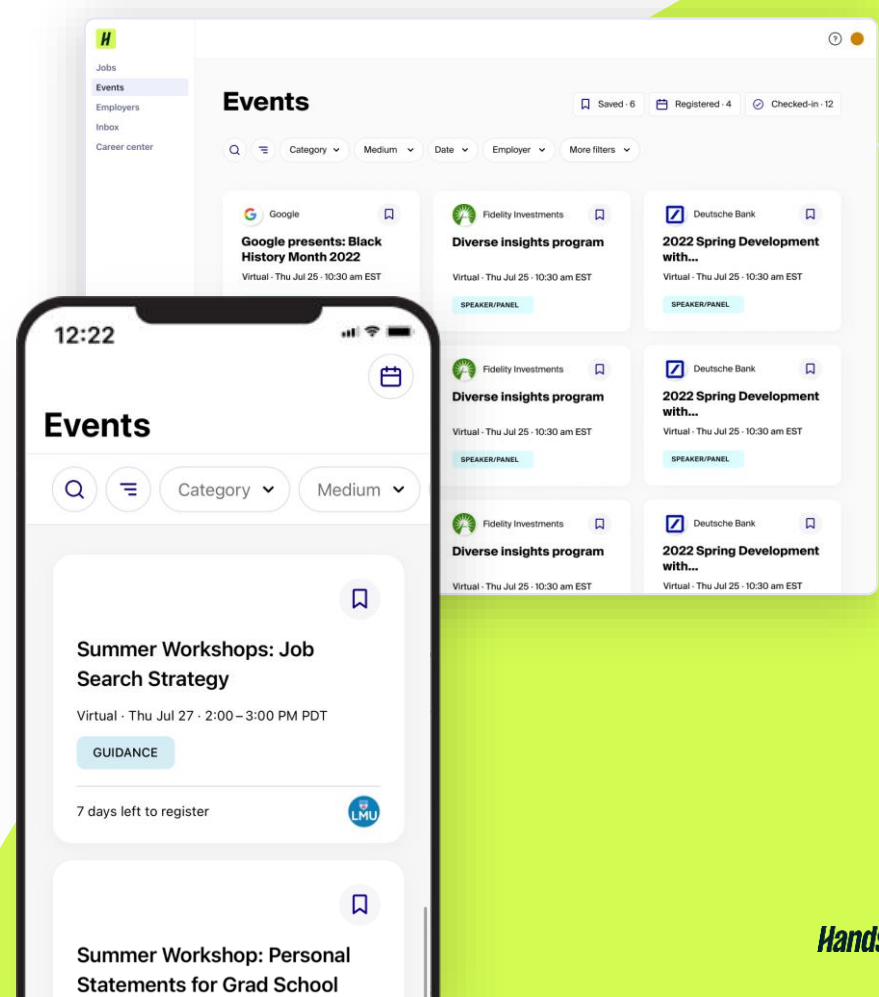 H
Jobs
Events
Employers
Inbox
Career center
Events
Saved · 6
Registered · 4
Checked-in · 12
Category
Medium
Date
Employer
More filters
G Google
Google presents: Black
History Month 2022
Virtual · Thu Jul 25 · 10:30 am EST
Fidelity Investments
Diverse insights program
Virtual · Thu Jul 25 · 10:30 am EST
SPEAKER/PANEL
Deutsche Bank
2022 Spring Development
with...
Virtual · Thu Jul 25 · 10:30 am EST
SPEAKER/PANEL
Fidelity Investments
Diverse insights program
Virtual · Thu Jul 25 · 10:30 am EST
SPEAKER/PANEL
Deutsche Bank
2022 Spring Development
with...
Virtual · Thu Jul 25 · 10:30 am EST
SPEAKER/PANEL
Fidelity Investments
Diverse insights program
Virtual · Thu Jul 25 · 10:30 am EST
Deutsche Bank
2022 Spring Development
with...
Virtual · Thu Jul 25 · 10:30 am EST
12:22
Events
Category
Medium
Summer Workshops: Job
Search Strategy
Virtual · Thu Jul 27 · 2:00 – 3:00 PM PDT
GUIDANCE
7 days left to register
LMU
Summer Workshop: Personal
Statements for Grad School
Hands